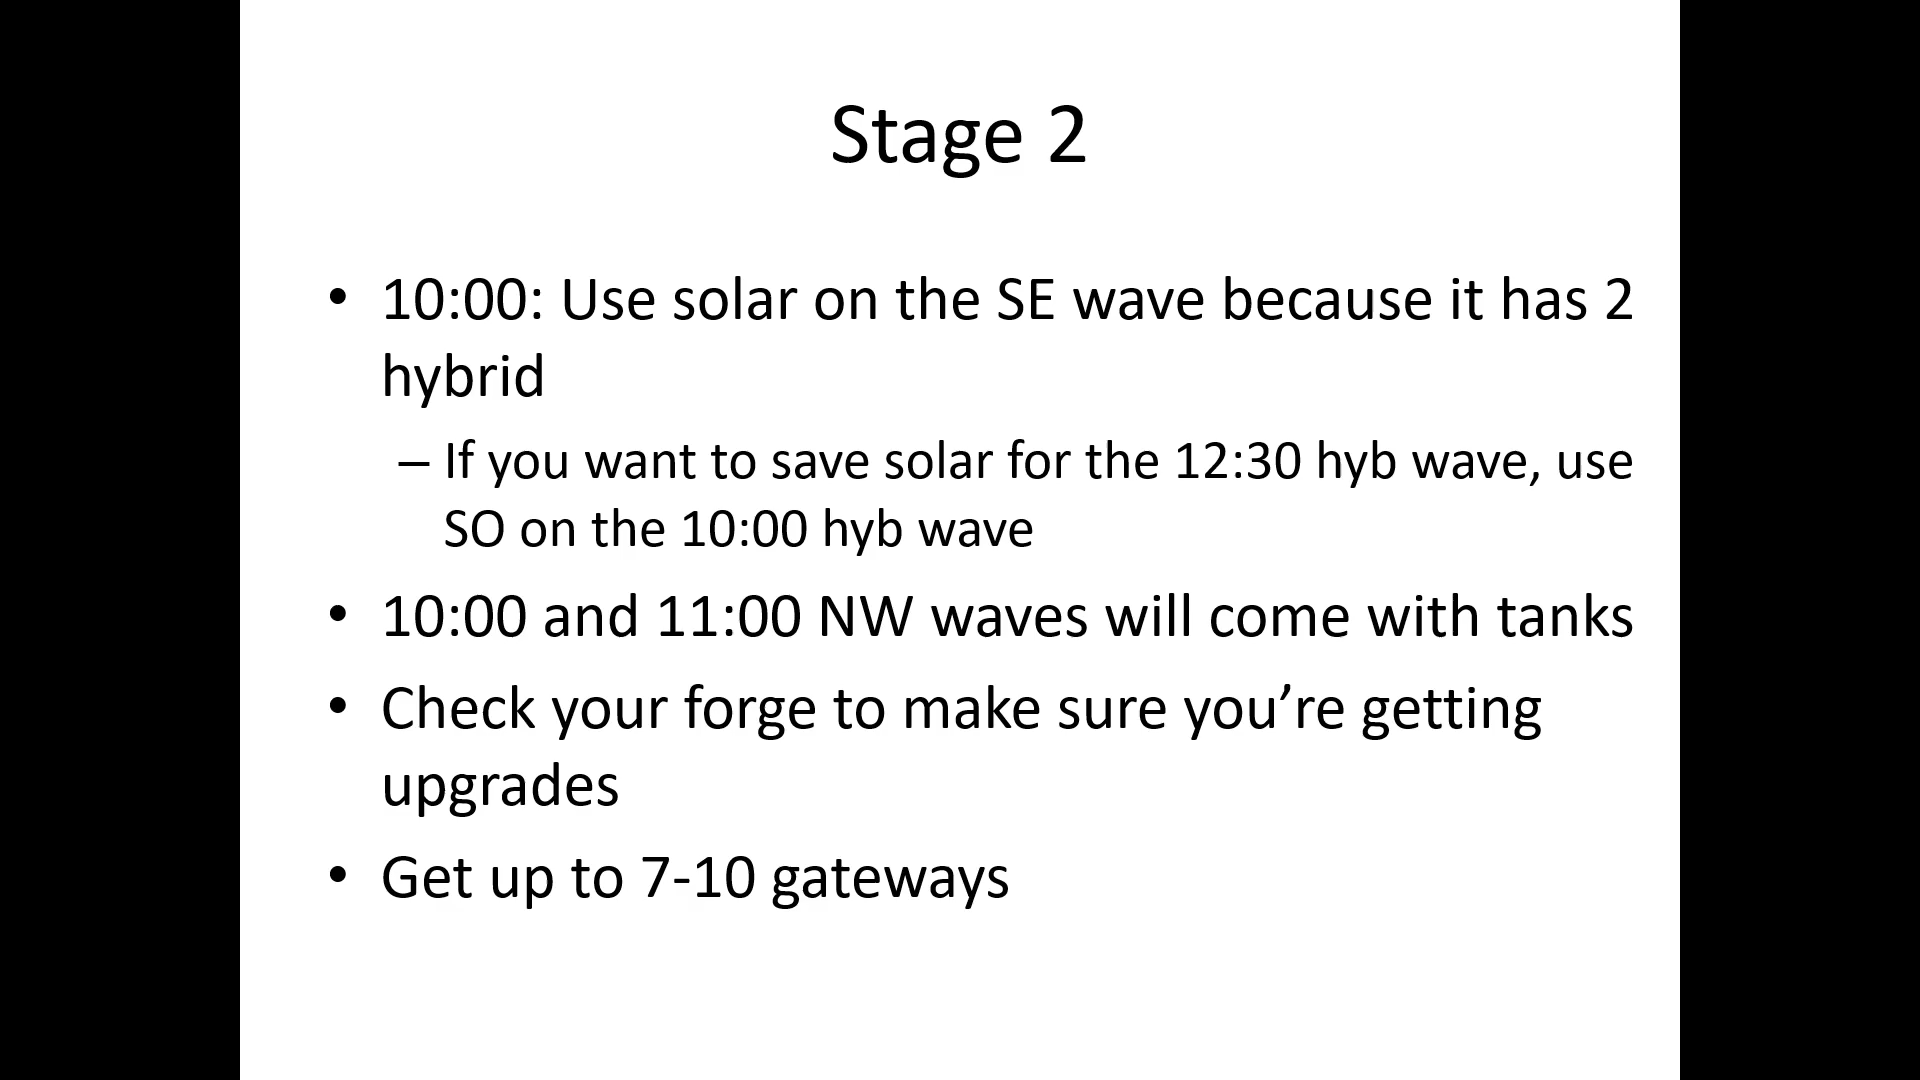 Stage 2
• 10:00: Use solar on the SE wave because it has 2
hybrid
– If you want to save solar for the 12:30 hyb wave, use
SO on the 10:00 hyb wave
• 10:00 and 11:00 NW waves will come with tanks
• Check your forge to make sure you’re getting
upgrades
• Get up to 7-10 gateways